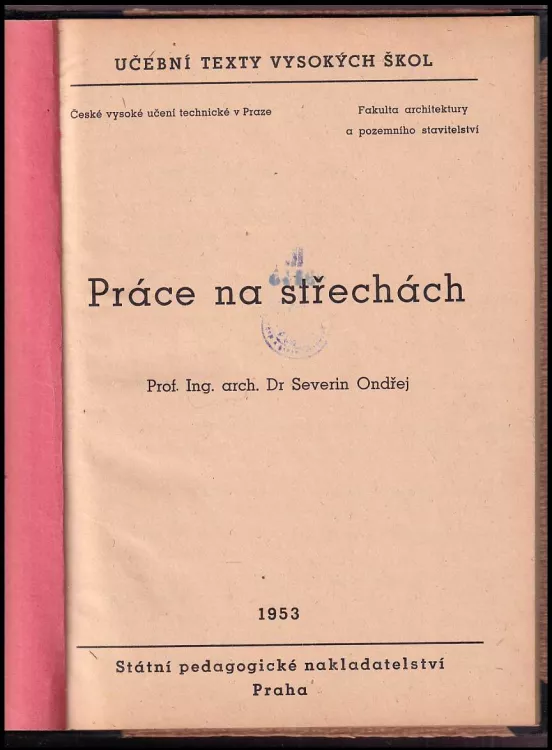 UČEBNÍ TEXTY VYSOKÝCH ŠKOL
České vysoké učení technické v Praze
Fakulta architektury
a pozemního stavitelství
Práce na střechách
Prof. Ing. arch. Dr Severin Ondřej
1953
Státní pedagogické nakladatelství
Praha